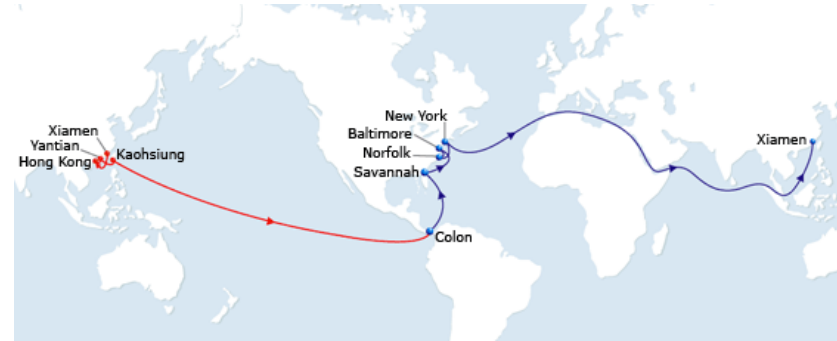 New York
Baltimore
Norfolk
Savannah
Colon
Xiamen
Yantian
Hong Kong
Kaohsiung
Xiamen